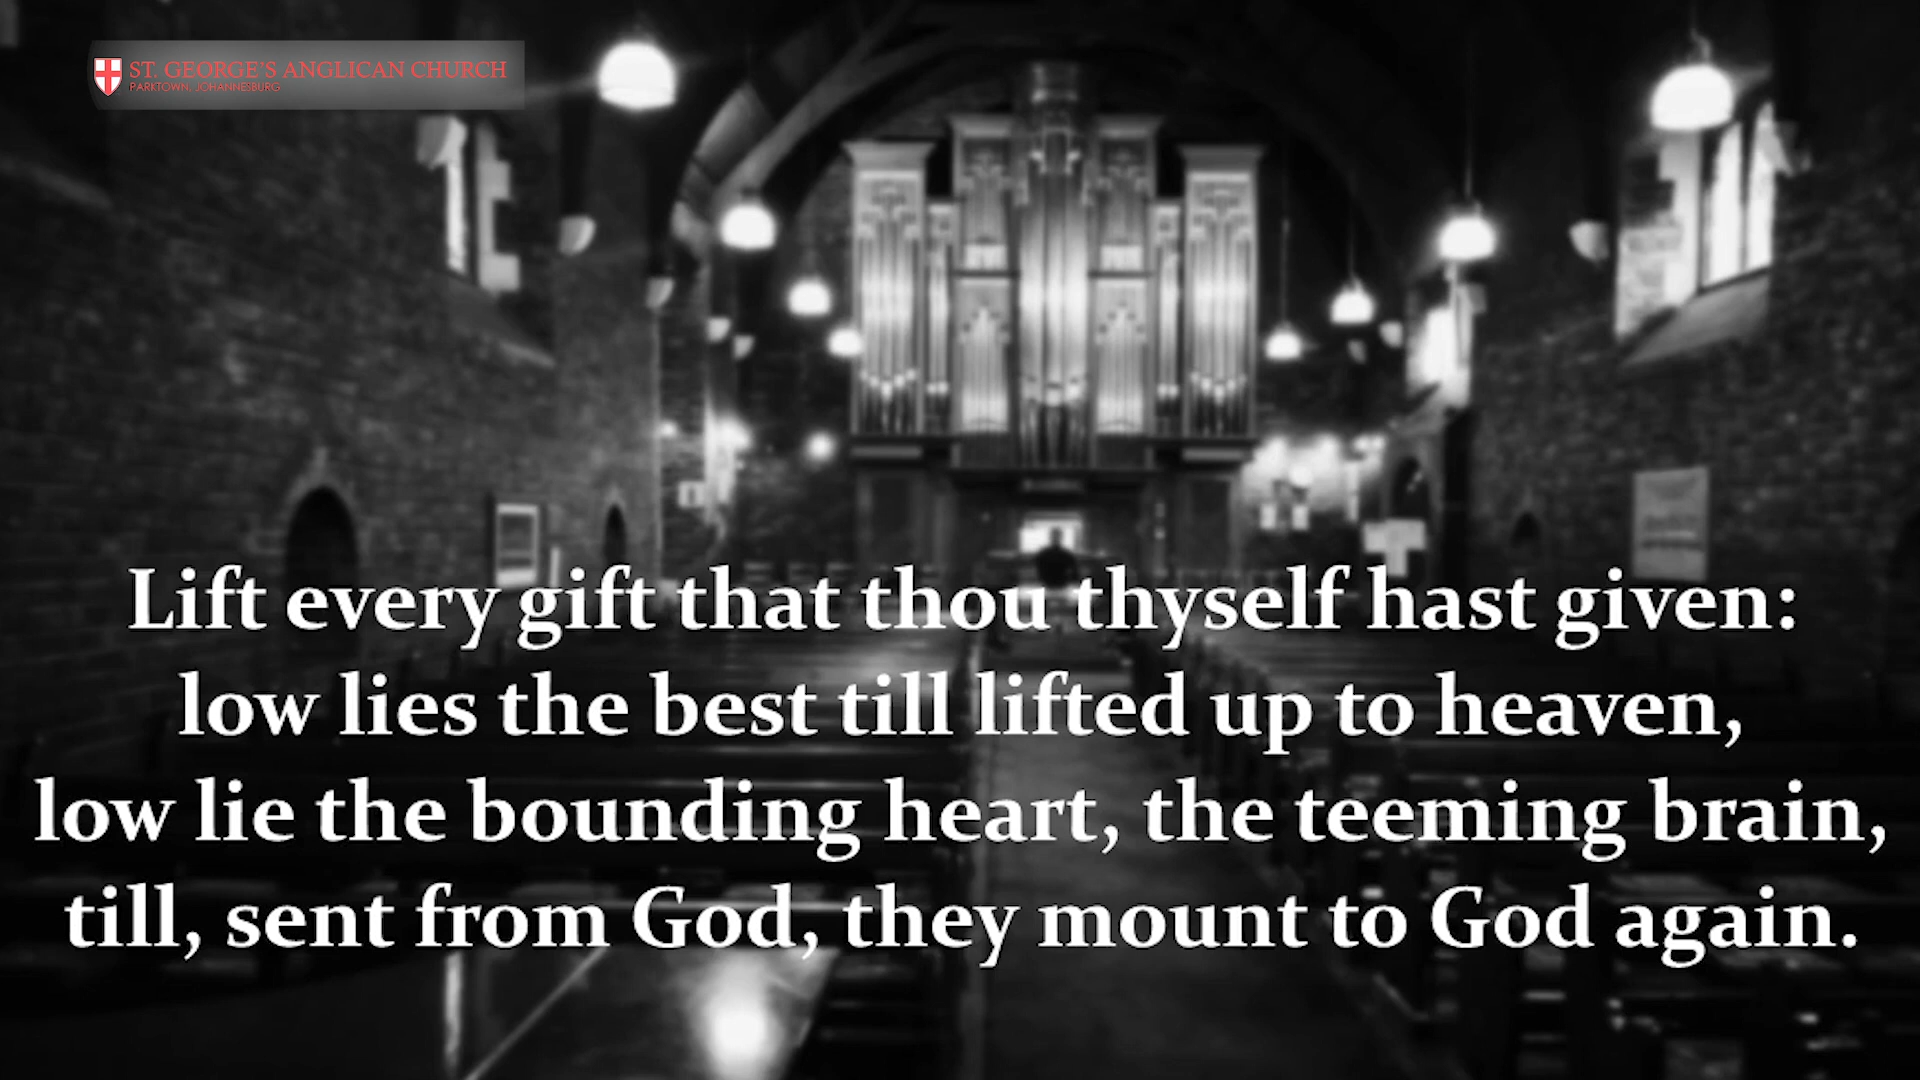 ST. GEORGE'S ANGLICAN CHURCH
PARKTOWN, JOHANNESBURG
Lift every gift that thou thyself hast given:
low lies the best till lifted up to heaven,
low lie the bounding heart, the teeming brain,
till, sent from God, they mount to God again.